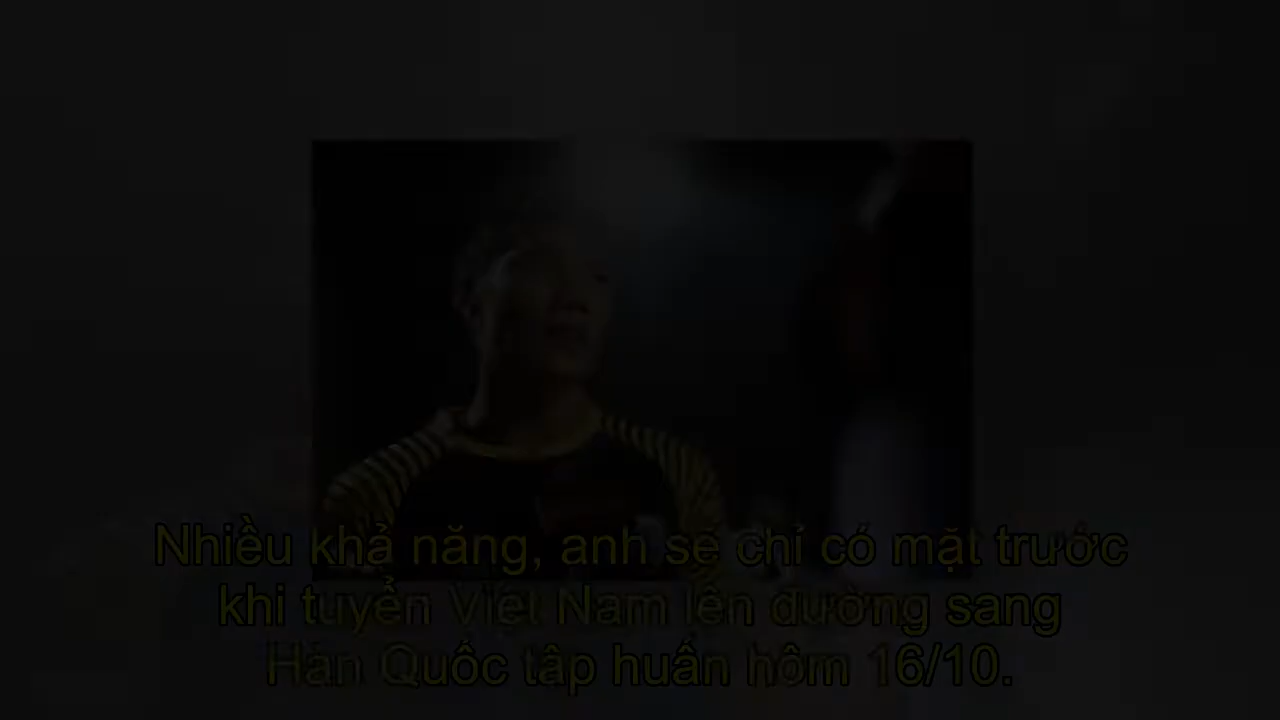 Nhiều khả năng, anh sẽ chỉ có mặt trước
khi tuyển Việt Nam lên đường sang
Hàn Quốc tập huấn hôm 16/10.